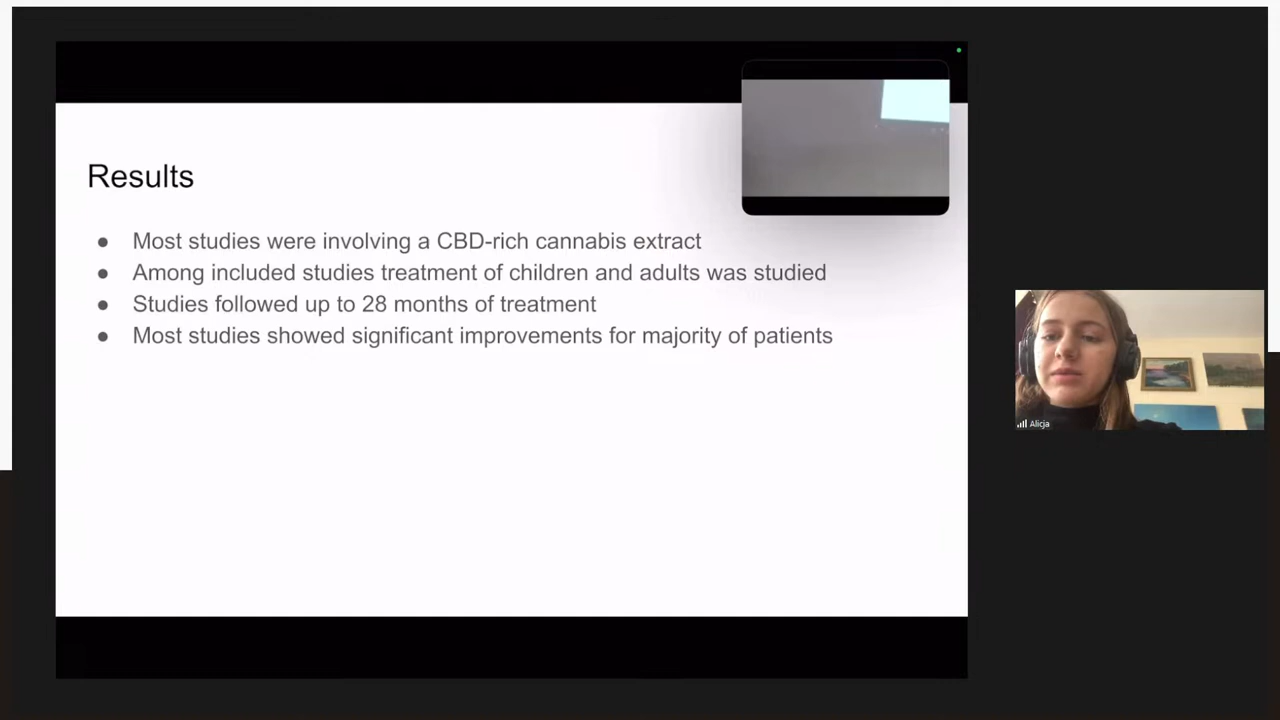 Results
● Most studies were involving a CBD-rich cannabis extract
● Among included studies treatment of children and adults was studied
● Studies followed up to 28 months of treatment
● Most studies showed significant improvements for majority of patients
Alicja